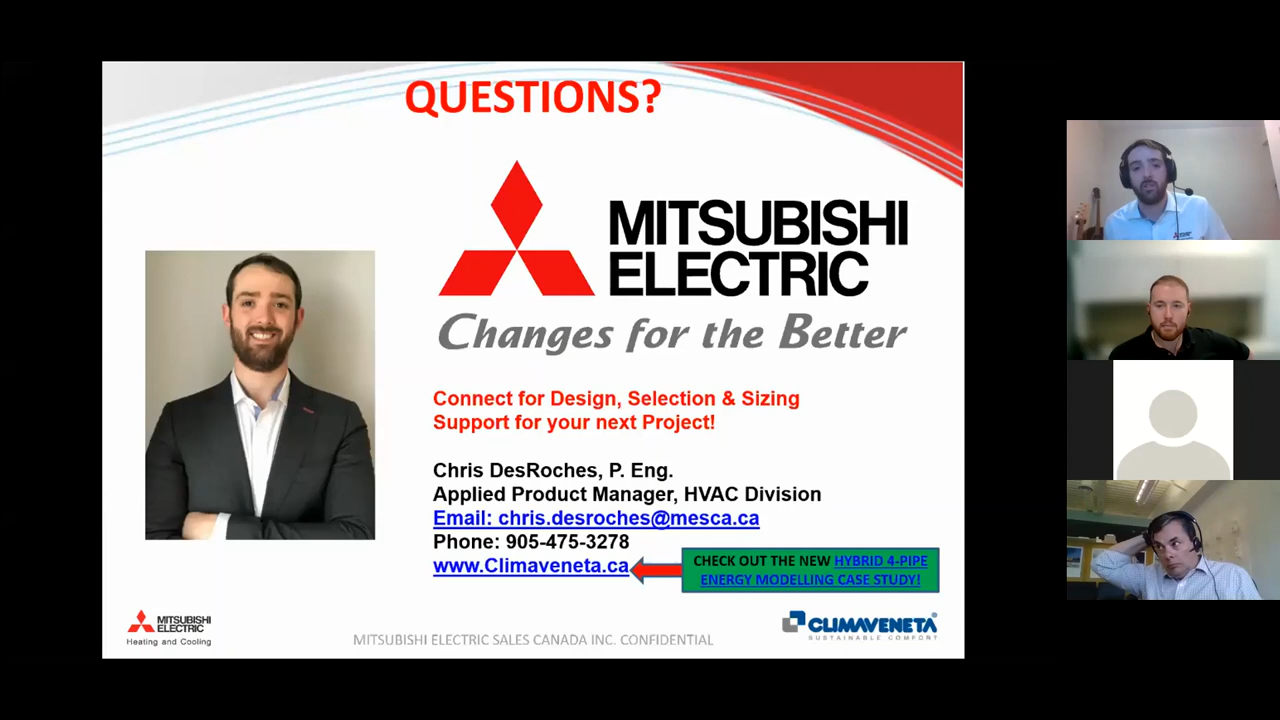 QUESTIONS?
MITSUBISHI
ELECTRIC
Changes for the Better
Connect for Design, Selection & Sizing
Support for your next Project!
Chris DesRoches, P. Eng.
Applied Product Manager, HVAC Division
Email: chris.desroches@mesca.ca
Phone: 905-475-3278
www.Climaveneta.ca
CHECK OUT THE NEW HYBRID 4-PIPE
ENERGY MODELLING CASE STUDY!
MITSUBISHI
ELECTRIC
Heating and Cooling
MITSUBISHI ELECTRIC SALES CANADA INC. CONFIDENTIAL
CLIMAVENETA
SUSTAINABLE COMFORT